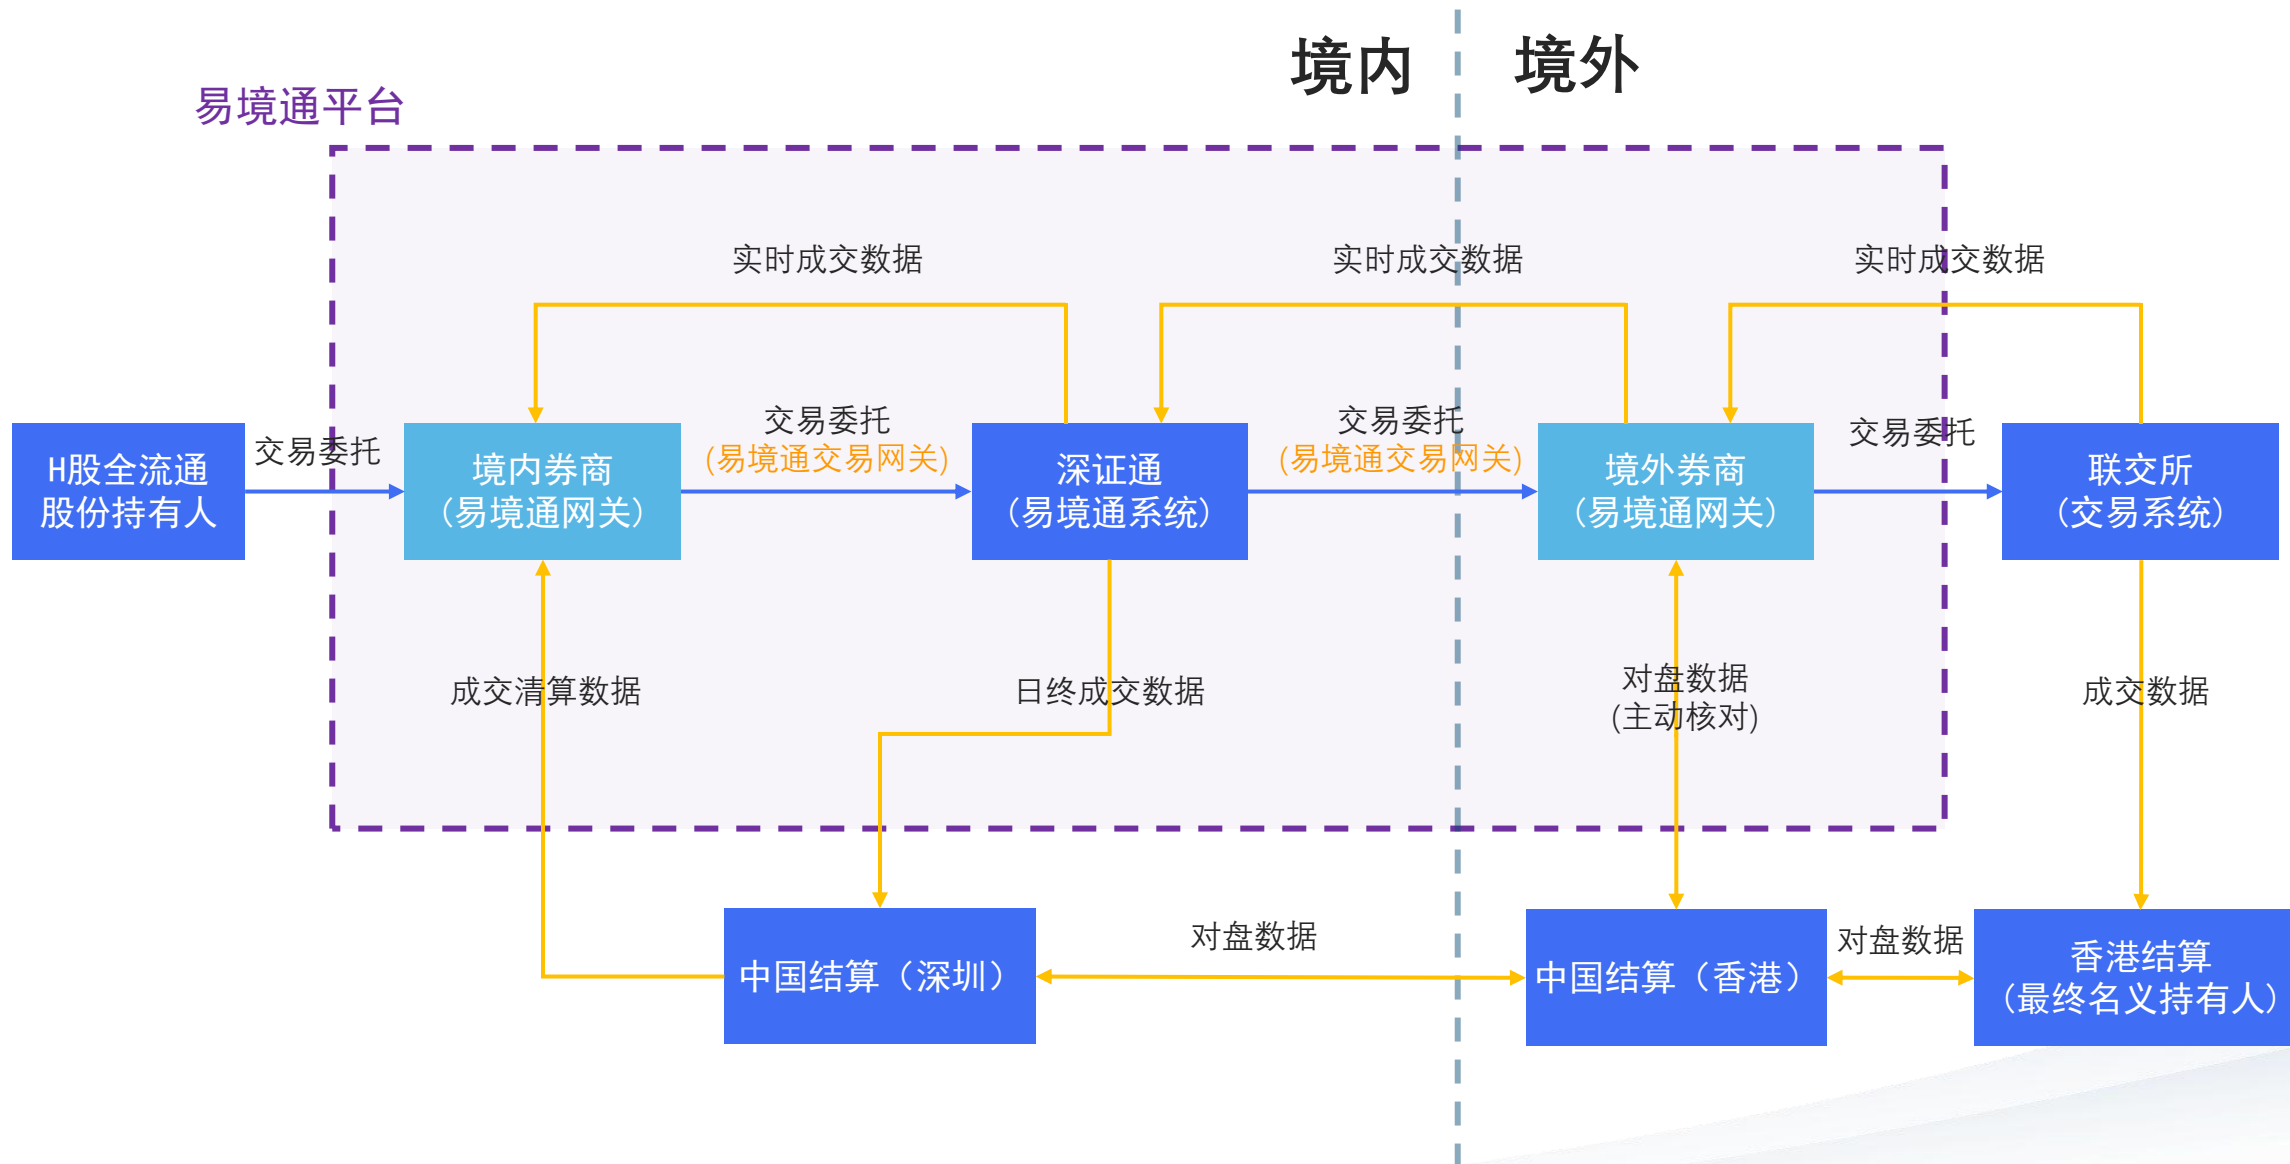 境内
境外
易境通平台
实时成交数据
实时成交数据
实时成交数据
交易委托
交易委托
(易境通交易网关)
交易委托
(易境通交易网关)
交易委托
H股全流通
股份持有人
境内券商
（易境通网关）
深证通
（易境通系统）
境外券商
（易境通网关）
联交所
（交易系统）
成交清算数据
日终成交数据
对盘数据
(主动核对)
成交数据
对盘数据
对盘数据
中国结算（深圳）
中国结算（香港）
香港结算
（最终名义持有人）